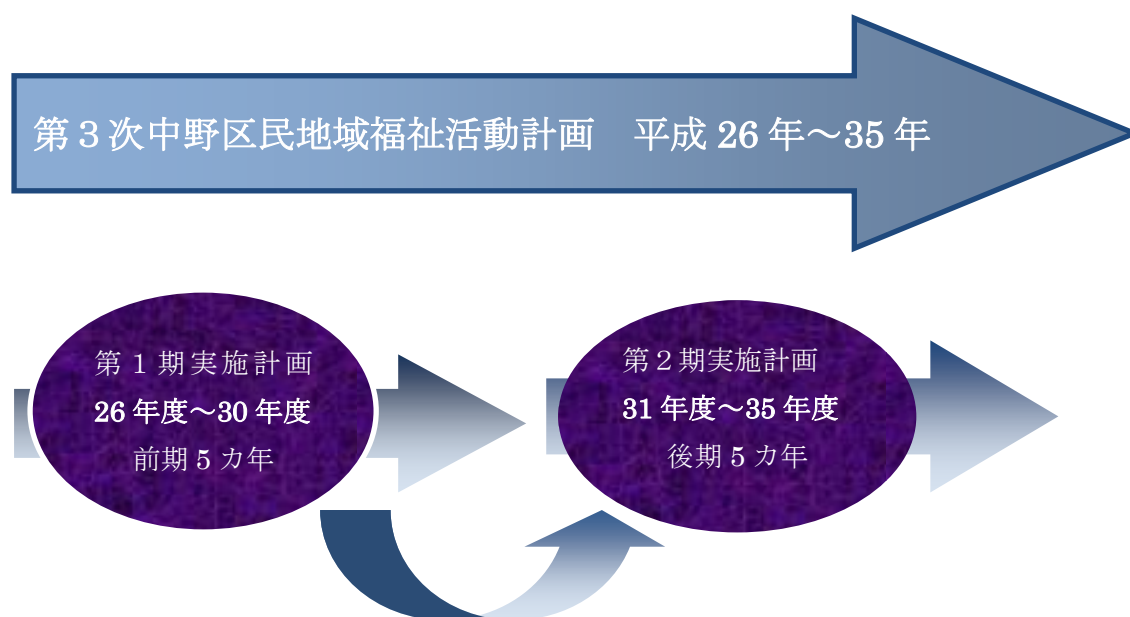 第３次中野区民地域福祉活動計画　平成 26 年～35 年
第１期実施計画
26 年度～30 年度
前期５カ年
第２期実施計画
31 年度～35 年度
後期５カ年